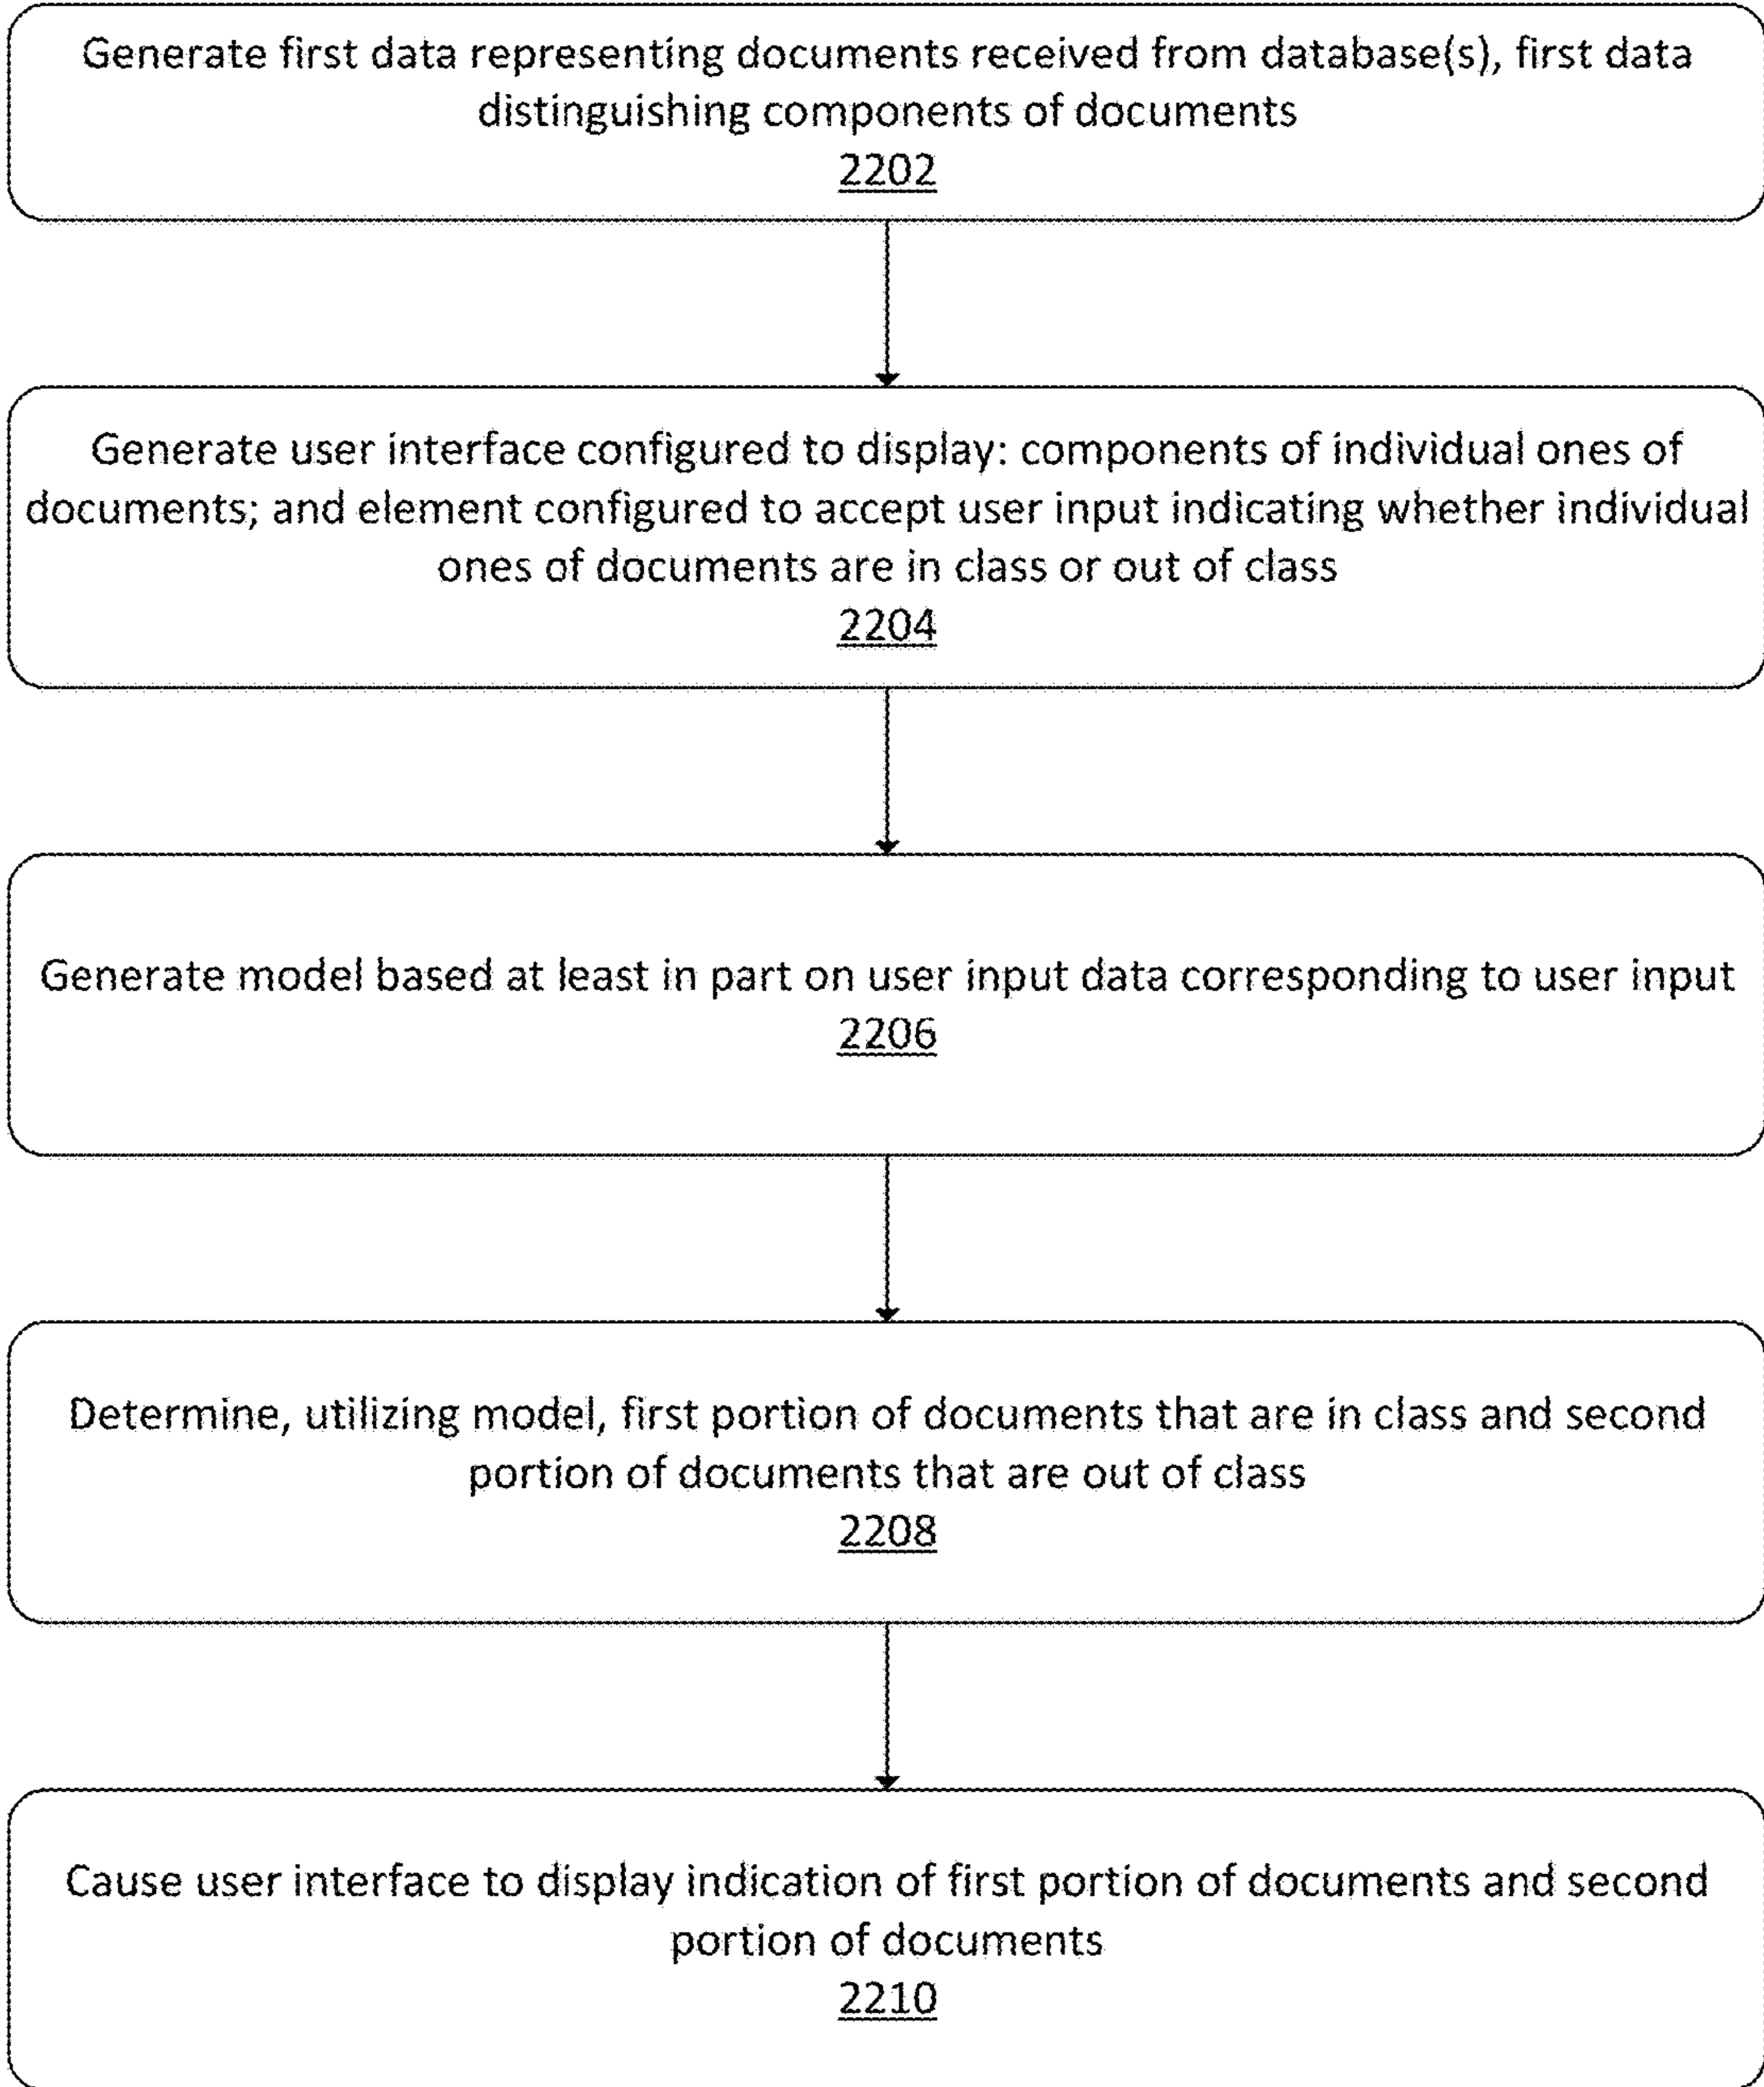 Generate first data representing documents received from database(s), first data
distinguishing components of documents
2202
Generate user interface configured to display: components of individual ones of
documents; and element configured to accept user input indicating whether individual
ones of documents are in class or out of class
2204
Generate model based at least in part on user input data corresponding to user input
2206
Determine, utilizing model, first portion of documents that are in class and second
portion of documents that are out of class
2208
Cause user interface to display indication of first portion of documents and second
portion of documents
2210